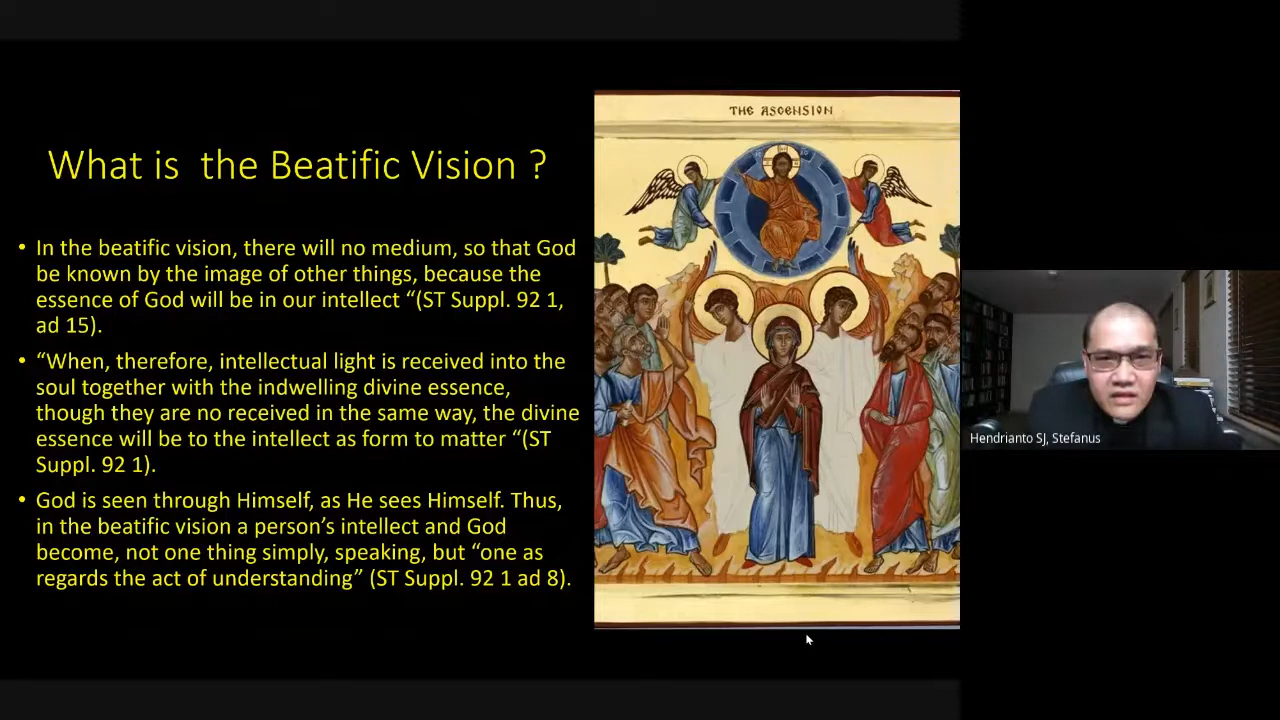 What is the Beatific Vision ?
• In the beatific vision, there will no medium, so that God
be known by the image of other things, because the
essence of God will be in our intellect “(ST Suppl. 92 1,
ad 15).
• “When, therefore, intellectual light is received into the
soul together with the indwelling divine essence,
though they are no received in the same way, the divine
essence will be to the intellect as form to matter “(ST
Suppl. 92 1).
• God is seen through Himself, as He sees Himself. Thus,
in the beatific vision a person’s intellect and God
become, not one thing simply, speaking, but “one as
regards the act of understanding” (ST Suppl. 92 1 ad 8).
THE ASCENSION
Hendrianto SJ, Stefanus